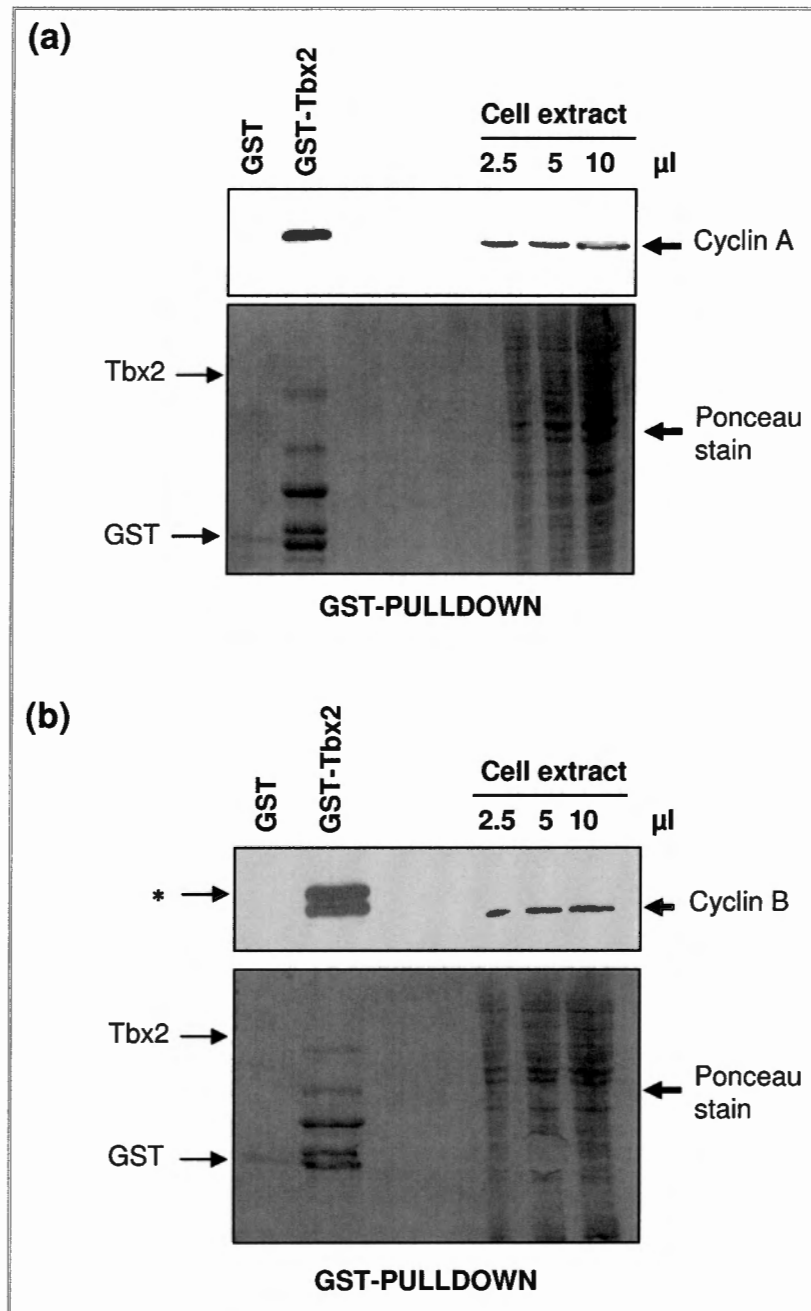 (a)
GST
GST-Tbx2
Cell extract
2.5 5 10 µl
Cyclin A
Tbx2
Ponceau
stain
GST
GST-PULLDOWN
(b)
GST
GST-Tbx2
Cell extract
2.5 5 10 µl
*
Cyclin B
Tbx2
Ponceau
stain
GST
GST-PULLDOWN